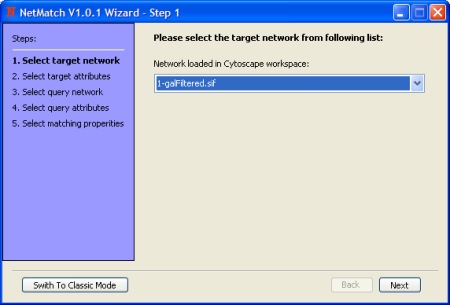 NetMatch V1.0.1 Wizard - Step 1
Steps:
1. Select target network
2. Select target attributes
3. Select query network
4. Select query attributes
5. Select matching properities
Please select the target network from following list:
Network loaded in Cytoscape workspace:
1-galFiltered.sif
Swith To Classic Mode
Back
Next